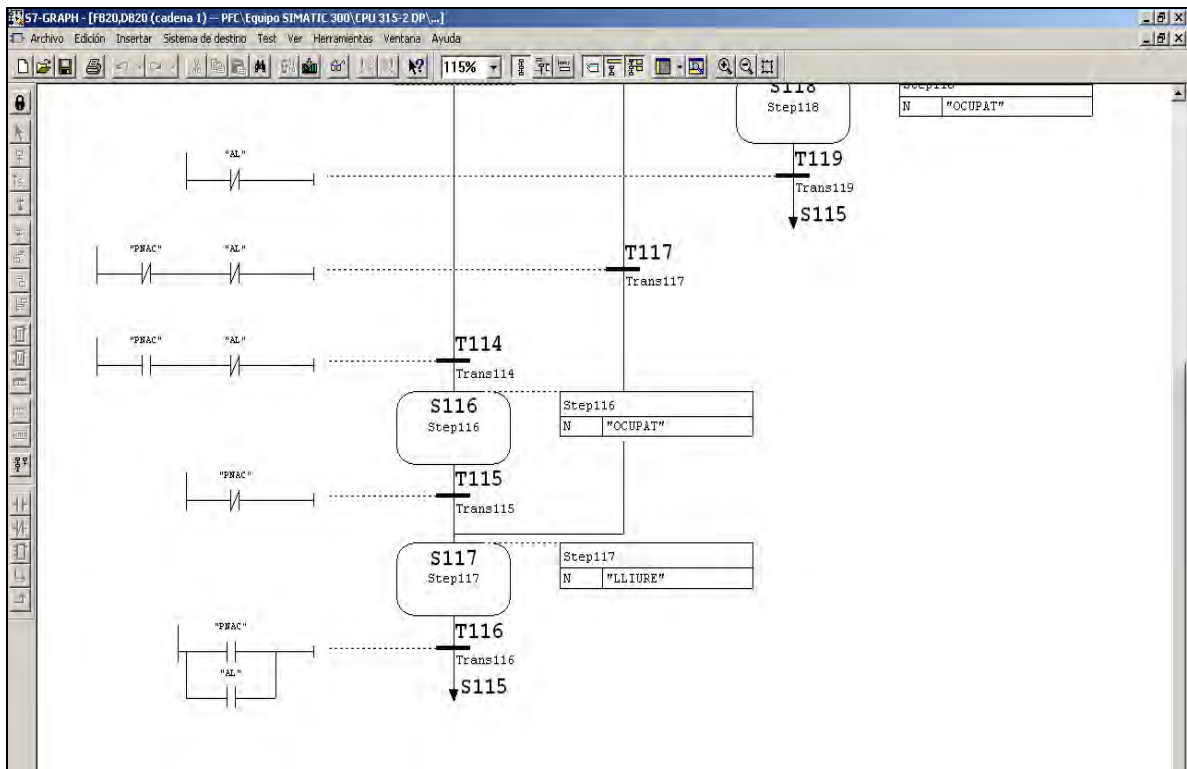 S7-GRAPH - [FB20,DB20 (cadena 1) -- PFC\Equipo SIMATIC 300\CPU 315-2 DP\...]
Archivo Edición Insertar Sistema de destino Test Ver Herramientas Ventana Ayuda
115%
S118
Step118
Step118
N "OCUPAT"
"AL"
T119
Trans119
S115
"PNAC" "AL"
T117
Trans117
"PNAC" "AL"
T114
Trans114
S116
Step116
Step116
N "OCUPAT"
"PNAC"
T115
Trans115
S117
Step117
Step117
N "LLIURE"
"PNAC"
T116
Trans116
"AL"
S115